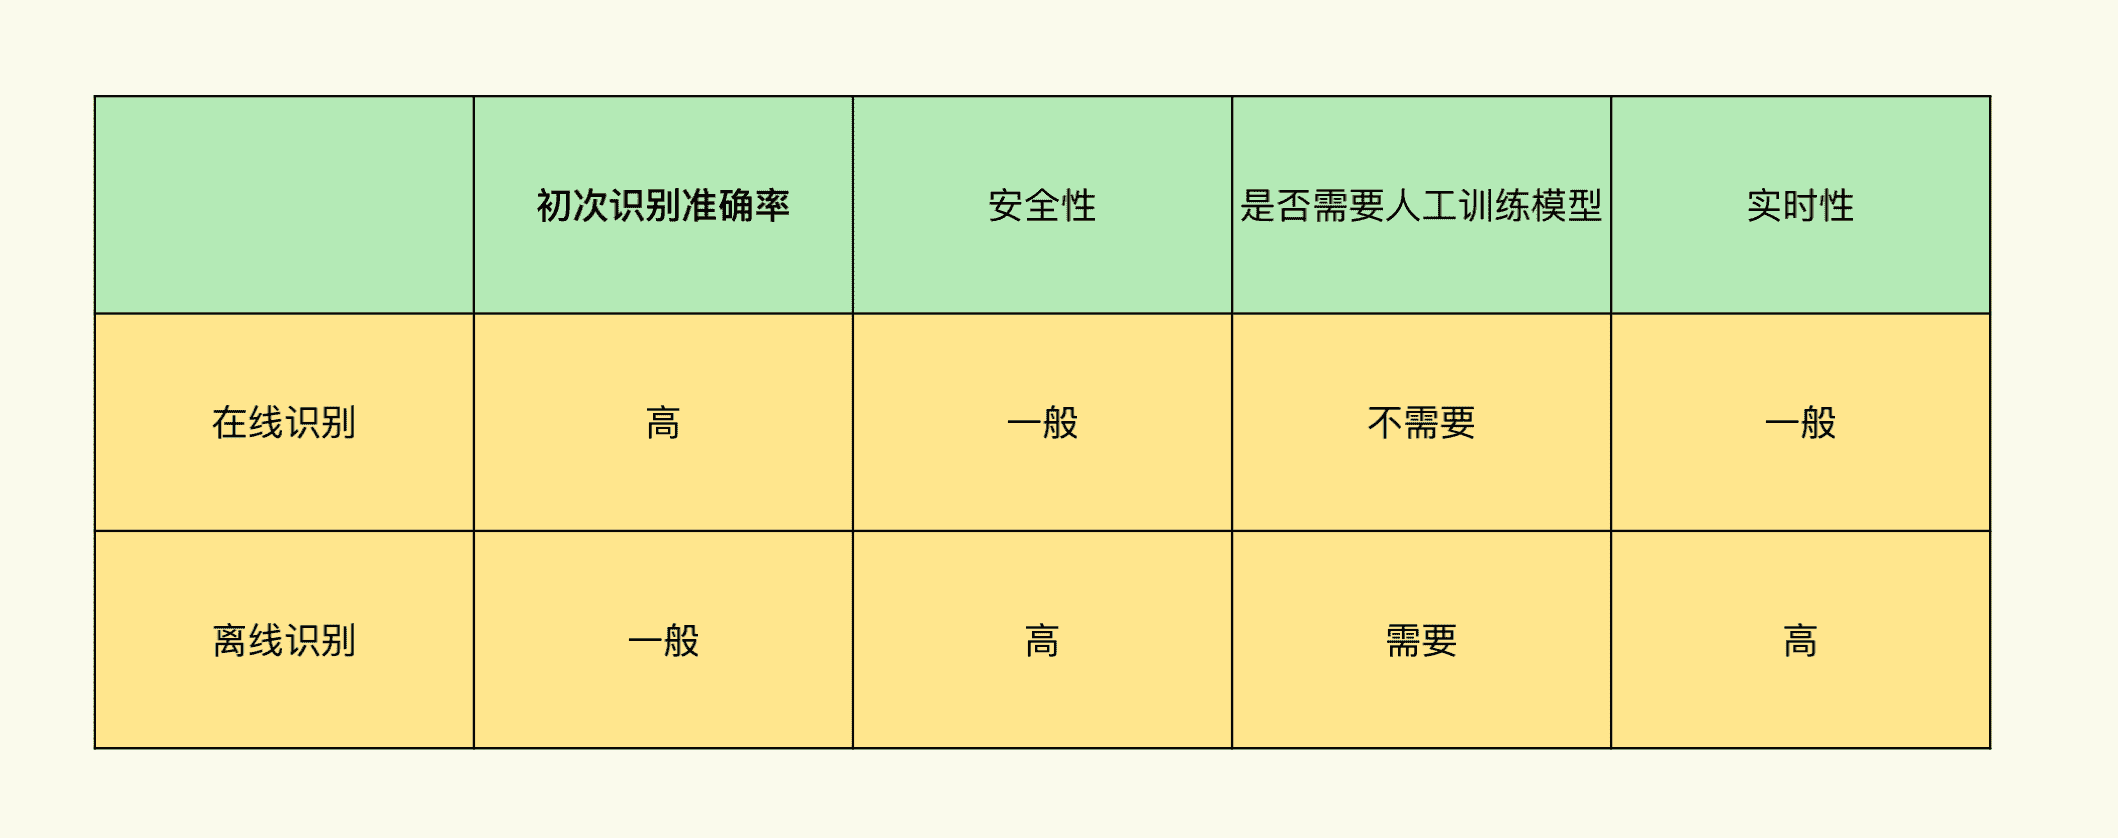 初次识别准确率
安全性
是否需要人工训练模型
实时性
在线识别
高
一般
不需要
一般
离线识别
一般
高
需要
高